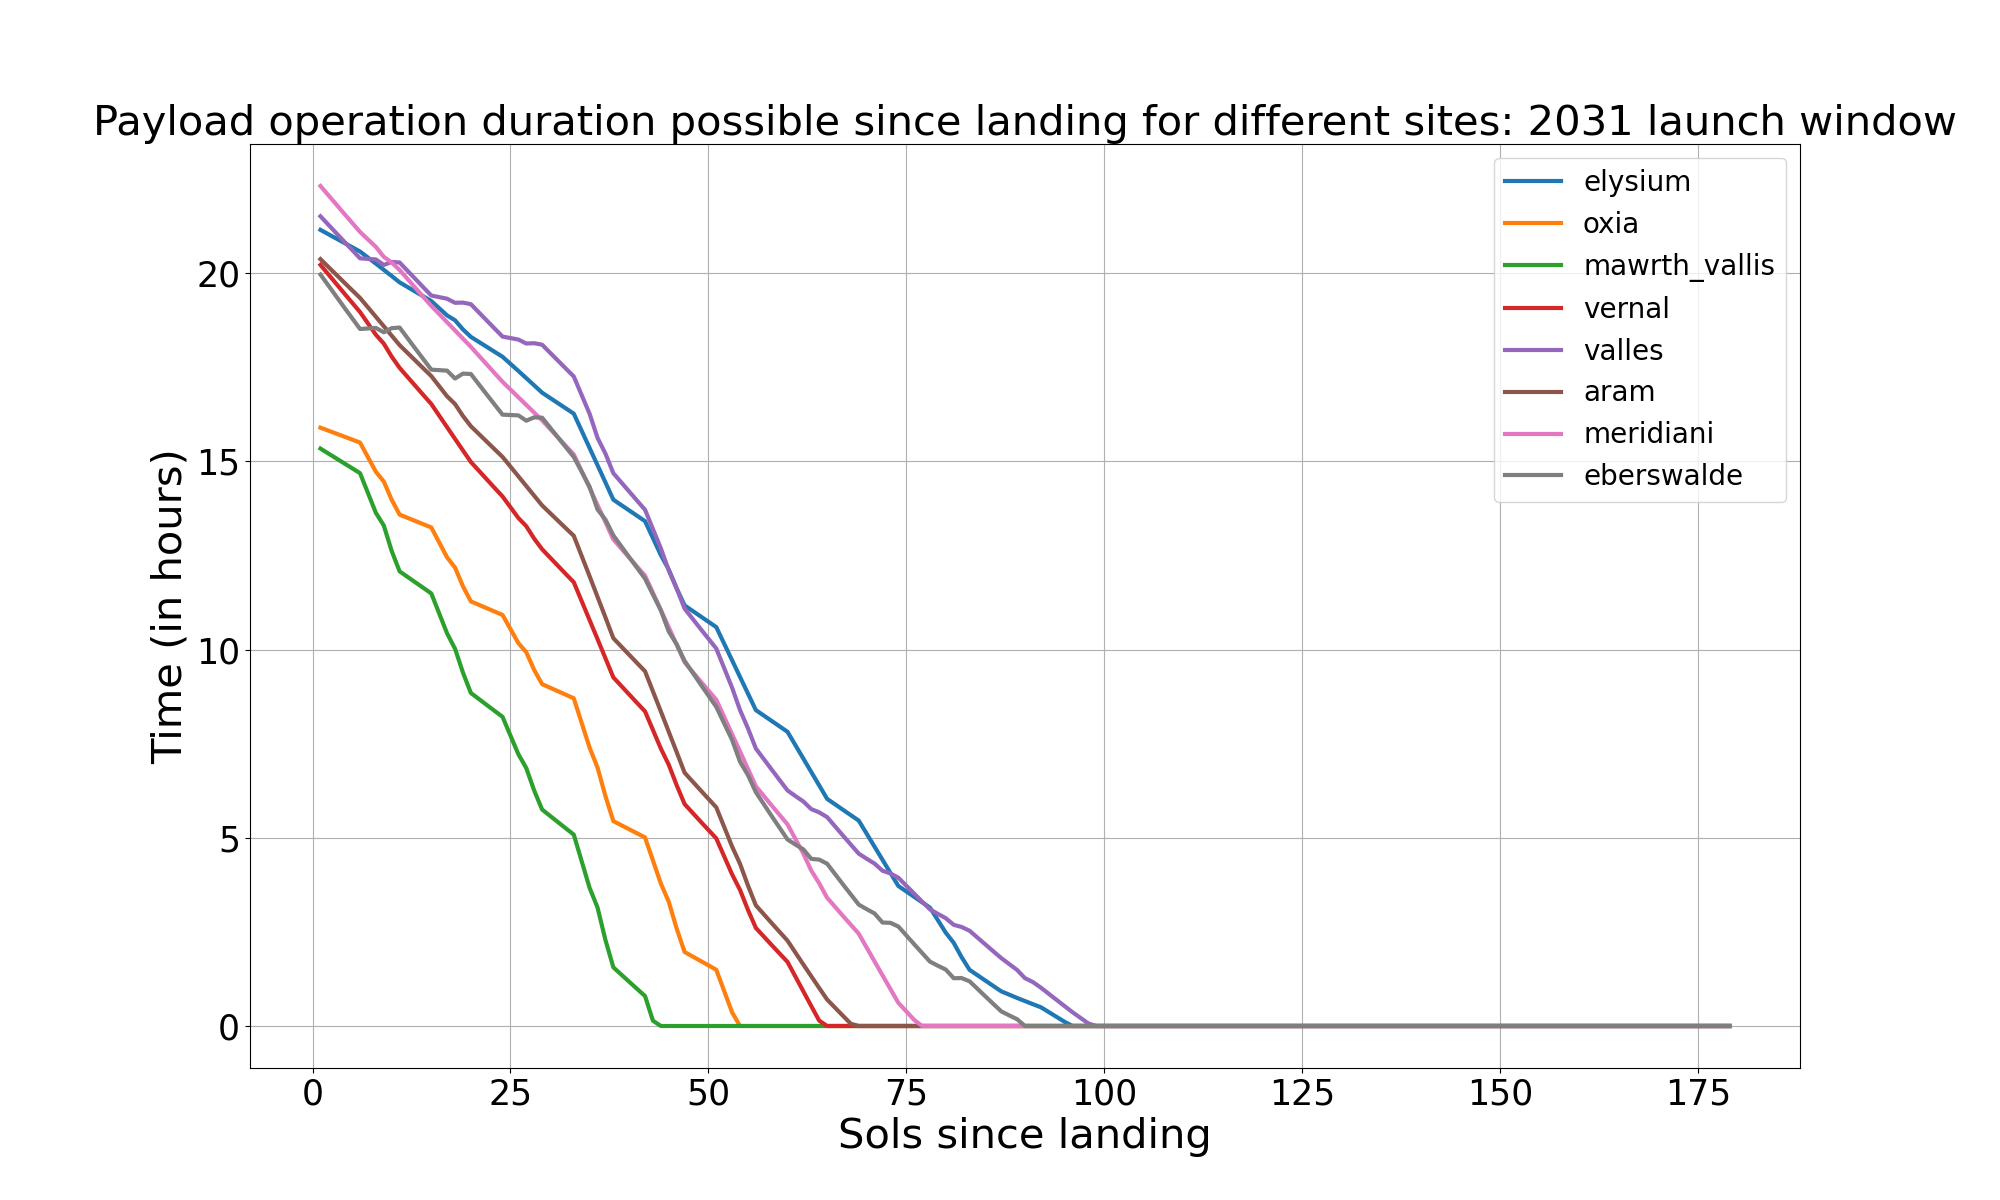 Payload operation duration possible since landing for different sites: 2031 launch window
elysium
oxia
mawrth_vallis
vernal
valles
aram
meridiani
eberswalde
Time (in hours)
20
15
10
5
0
0 25 50 75 100 125 150 175
Sols since landing